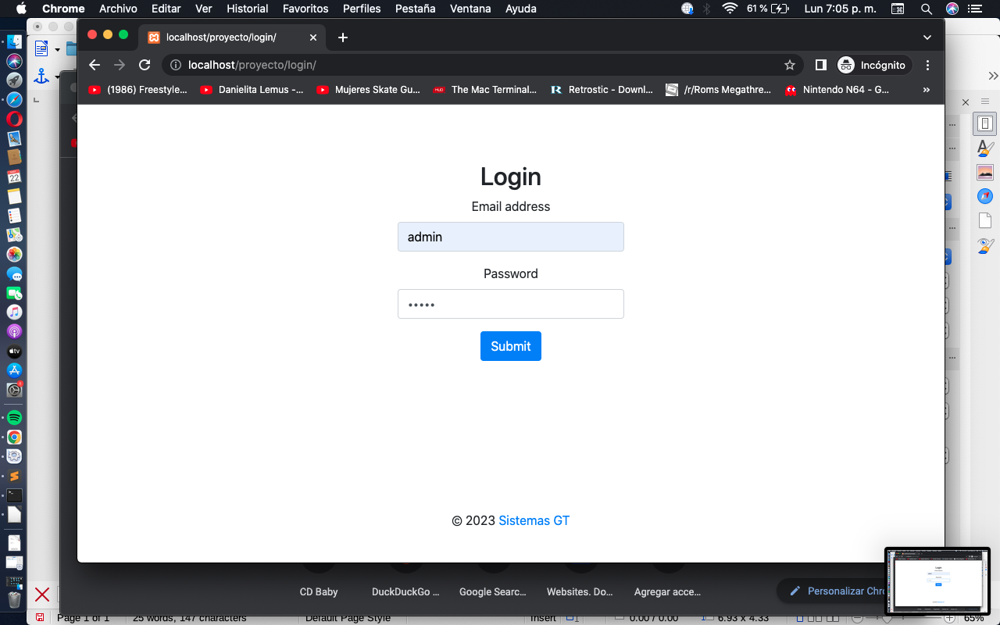 Chrome Archivo Editar Ver Historial Favoritos Perfiles Pestaña Ventana Ayuda 61 % Lun 7:05 p. m.
localhost/proyecto/login/
localhost/proyecto/login/ Incógnito
(1986) Freestyle... Danielita Lemus -... Mujeres Skate Gu... The Mac Terminal... Retrostic - Downl... /r/Roms Megathre... Nintendo N64 - G...
Login
Email address
admin
Password
•••••
Submit
© 2023 Sistemas GT
CD Baby DuckDuckGo ... Google Searc... Websites. Do... Agregar acce... Personalizar Chro
Page 1 of 1 25 words, 147 characters Default Page Style Insert 0.00 / 0.00 6.93 x 4.33 65%